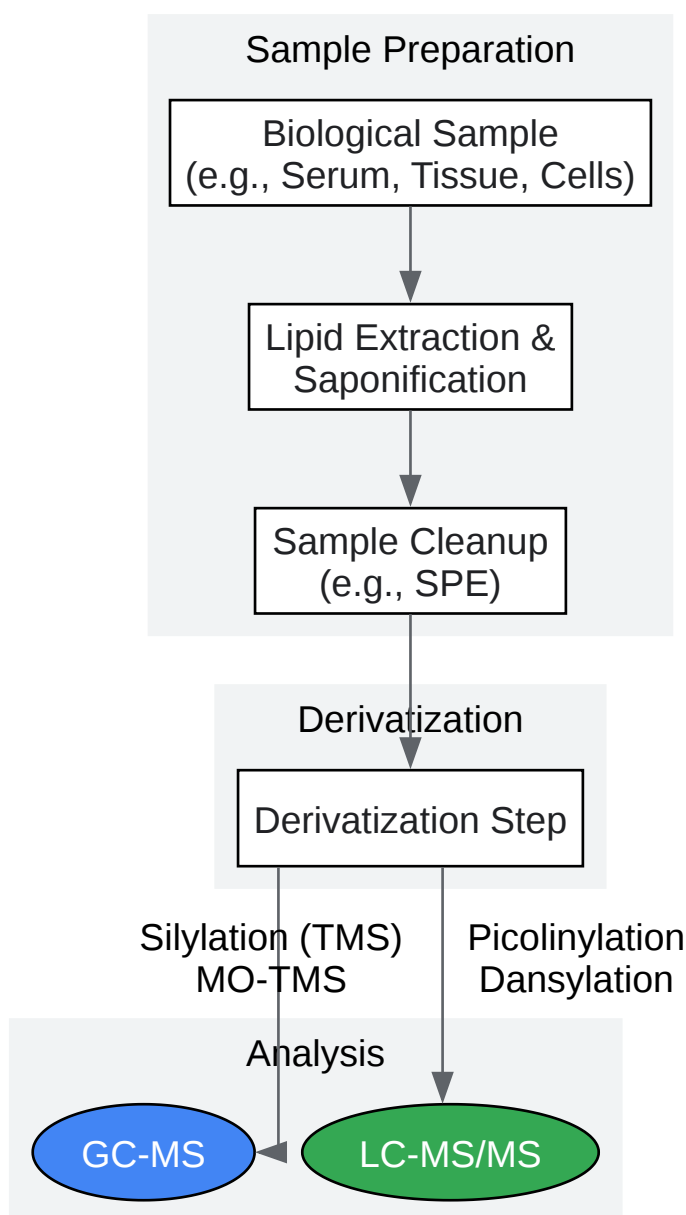 Sample Preparation
Biological Sample
(e.g., Serum, Tissue, Cells)
Lipid Extraction &
Saponification
Sample Cleanup
(e.g., SPE)
Derivatization
Derivatization Step
Silylation (TMS)
MO-TMS
Picolinylation
Dansylation
Analysis
GC-MS
LC-MS/MS